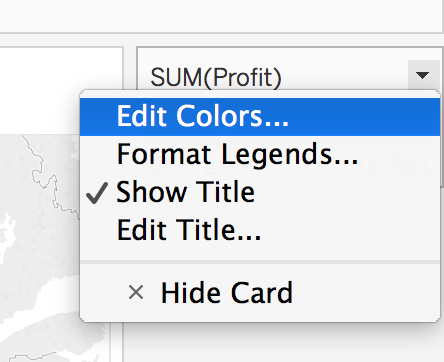 SUM(Profit)
Edit Colors...
Format Legends...
Show Title
Edit Title...
Hide Card